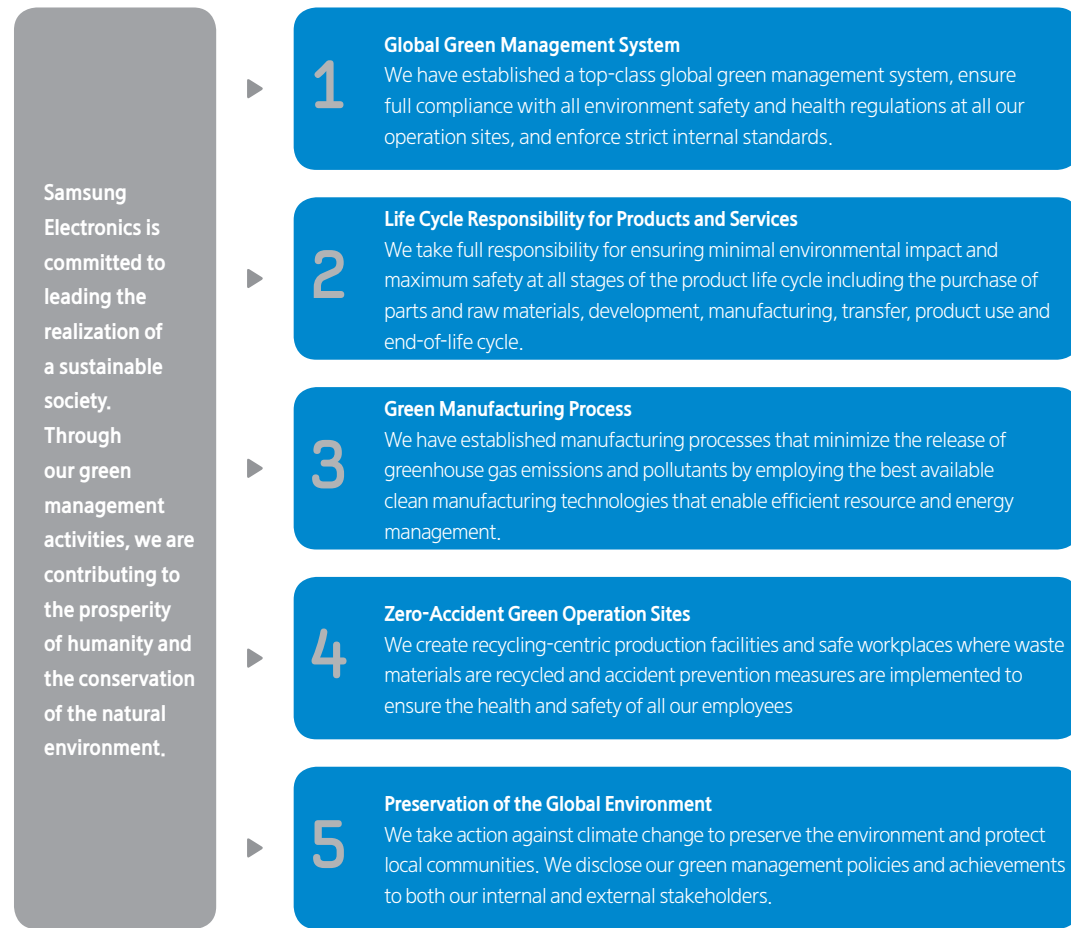 Samsung
Electronics is
committed to
leading the
realization of
a sustainable
society.
Through
our green
management
activities, we are
contributing to
the prosperity
of humanity and
the conservation
of the natural
environment.
1
Global Green Management System
We have established a top-class global green management system, ensure
full compliance with all environment safety and health regulations at all our
operation sites, and enforce strict internal standards.
2
Life Cycle Responsibility for Products and Services
We take full responsibility for ensuring minimal environmental impact and
maximum safety at all stages of the product life cycle including the purchase of
parts and raw materials, development, manufacturing, transfer, product use and
end-of-life cycle.
3
Green Manufacturing Process
We have established manufacturing processes that minimize the release of
greenhouse gas emissions and pollutants by employing the best available
clean manufacturing technologies that enable efficient resource and energy
management.
4
Zero-Accident Green Operation Sites
We create recycling-centric production facilities and safe workplaces where waste
materials are recycled and accident prevention measures are implemented to
ensure the health and safety of all our employees
5
Preservation of the Global Environment
We take action against climate change to preserve the environment and protect
local communities. We disclose our green management policies and achievements
to both our internal and external stakeholders.